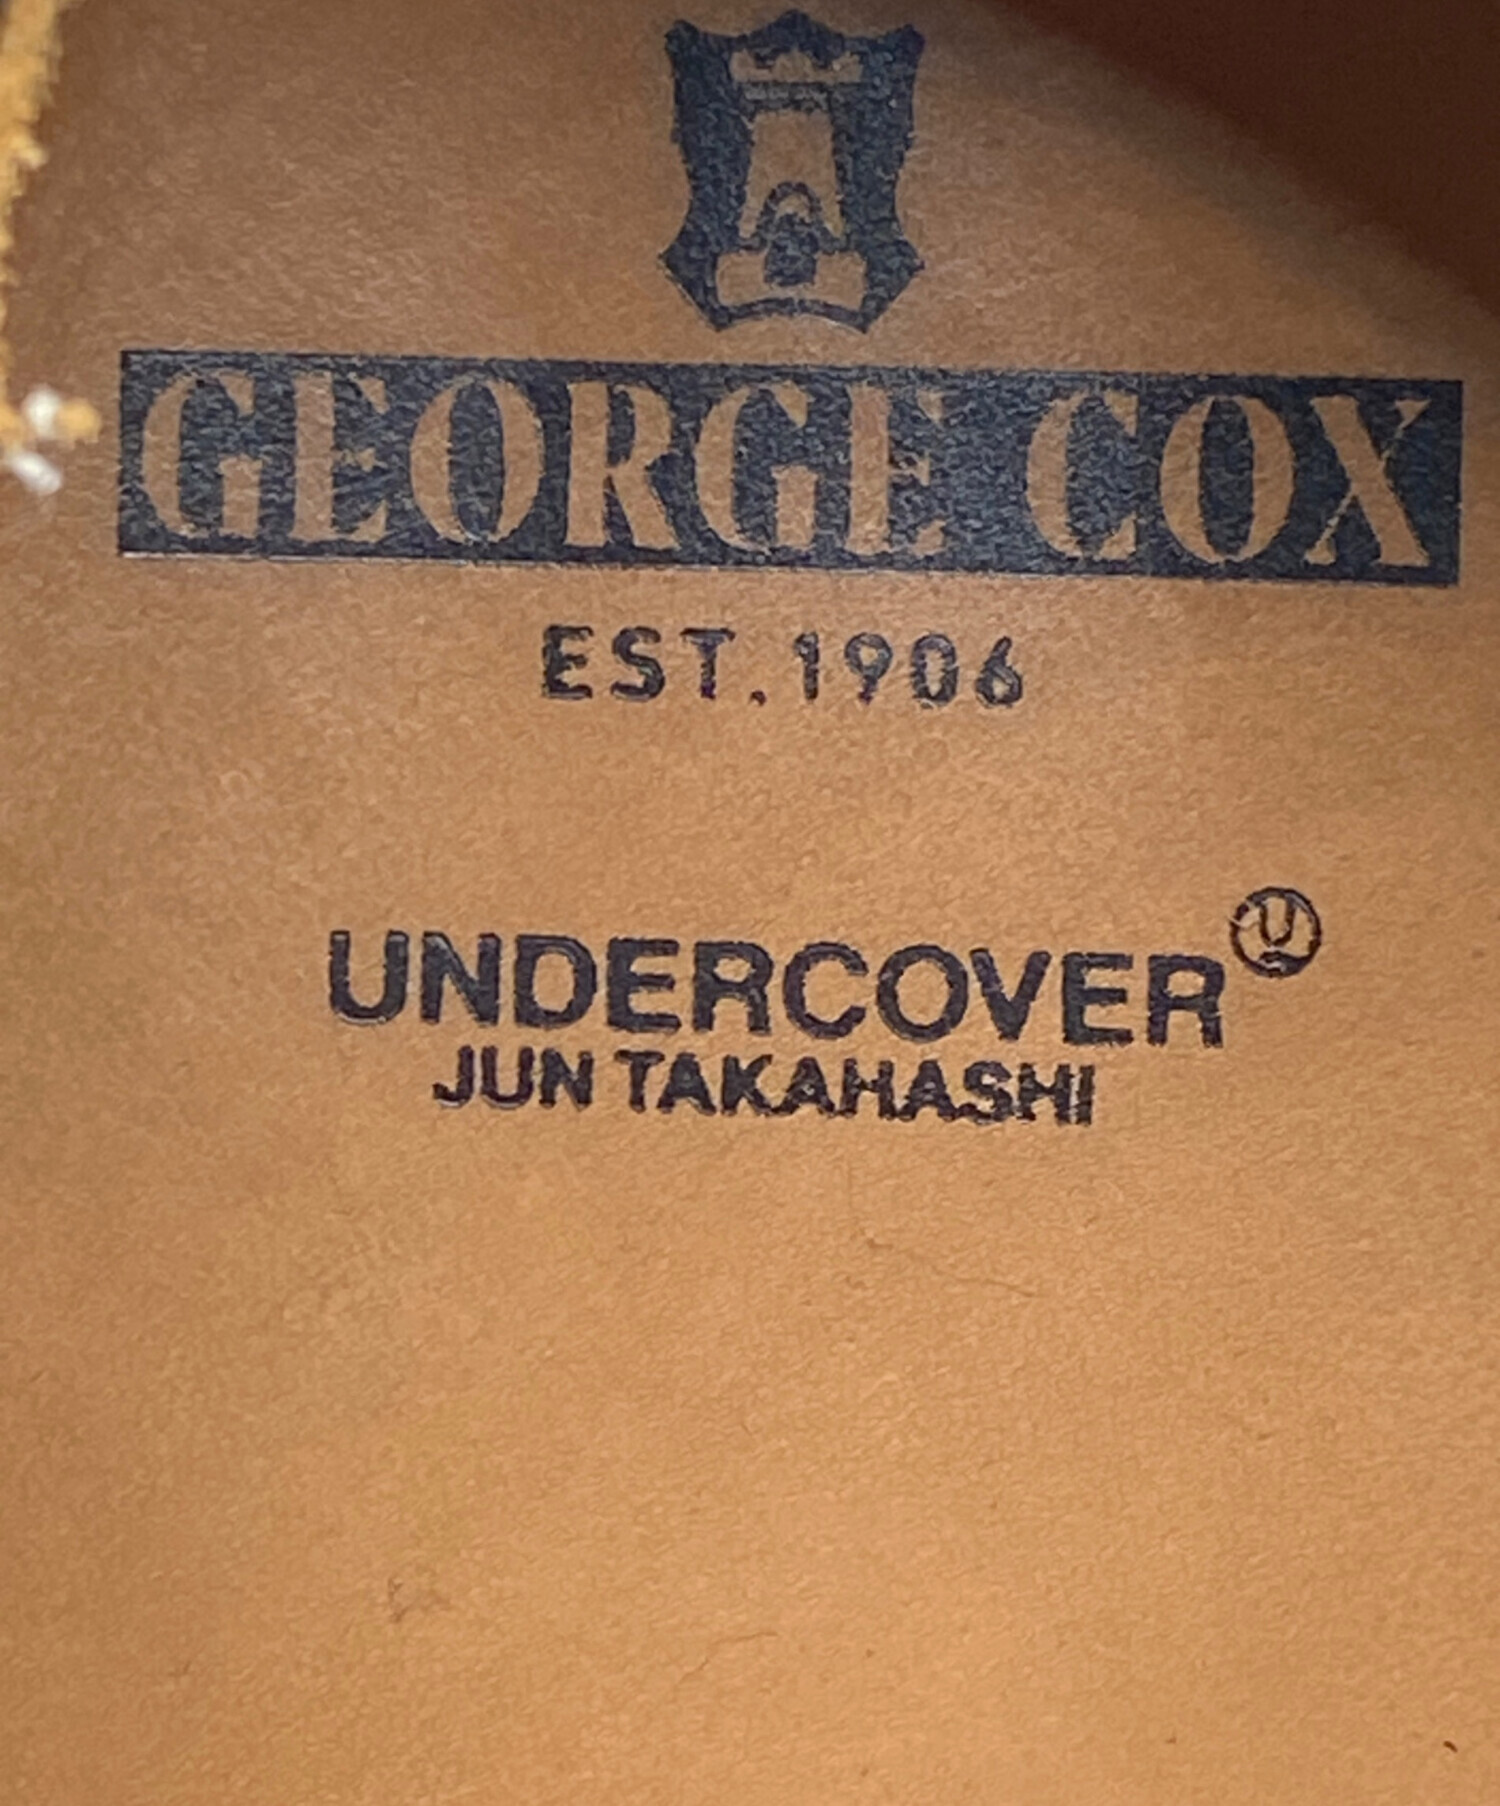 GEORGE COX
EST.1906
UNDERCOVER Ⓤ
JUN TAKAHASHI